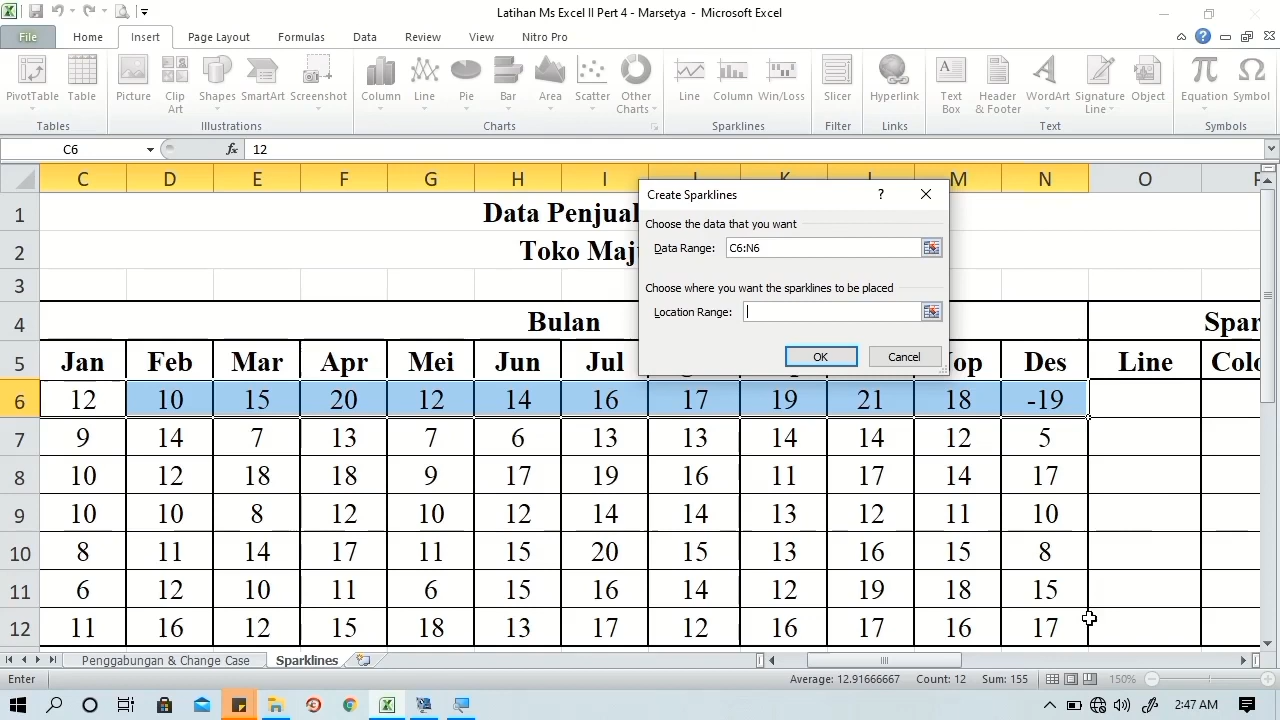 Latihan Ms Excel II Pert 4 - Marsetya - Microsoft Excel
File Home Insert Page Layout Formulas Data Review View Nitro Pro
PivotTable Table Picture Clip Art Shapes SmartArt Screenshot Column Line Pie Bar Area Scatter Other Charts Line Column Win/Loss Slicer Hyperlink Text Box Header & Footer WordArt Signature Line Object Equation Symbol
Tables Illustrations Charts Sparklines Filter Links Text Symbols
C6 fx 12
C D E F G H I K M N O
1 Data Penjual
2 Toko Maju
3
4 Bulan Spar
5 Jan Feb Mar Apr Mei Jun Jul Des Line Colo
6 12 10 15 20 12 14 16 17 19 21 18 -19
7 9 14 7 13 7 6 13 13 14 14 12 5
8 10 12 18 18 9 17 19 16 11 17 14 17
9 10 10 8 12 10 12 14 14 13 12 11 10
10 8 11 14 17 11 15 20 15 13 16 15 8
11 6 12 10 11 6 15 16 14 12 19 18 15
12 11 16 12 15 18 13 17 12 16 17 16 17
Create Sparklines ?
Choose the data that you want
Data Range: C6:N6
Choose where you want the sparklines to be placed
Location Range:
OK Cancel
Penggabungan & Change Case Sparklines
Enter Average: 12.91666667 Count: 12 Sum: 155 150%
2:47 AM